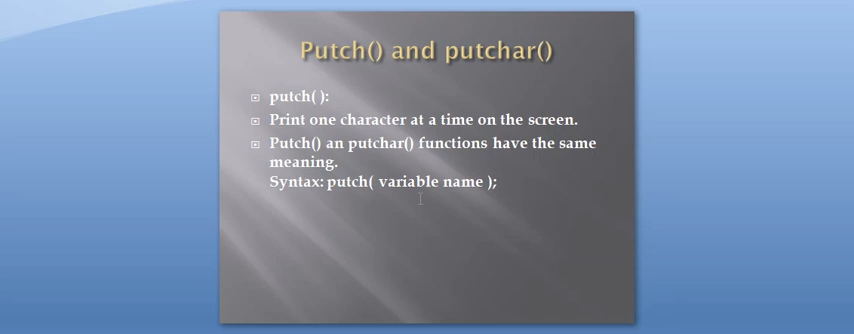 Putch() and putchar()
putch( ):
Print one character at a time on the screen.
Putch() an putchar() functions have the same
meaning.
Syntax: putch( variable name );